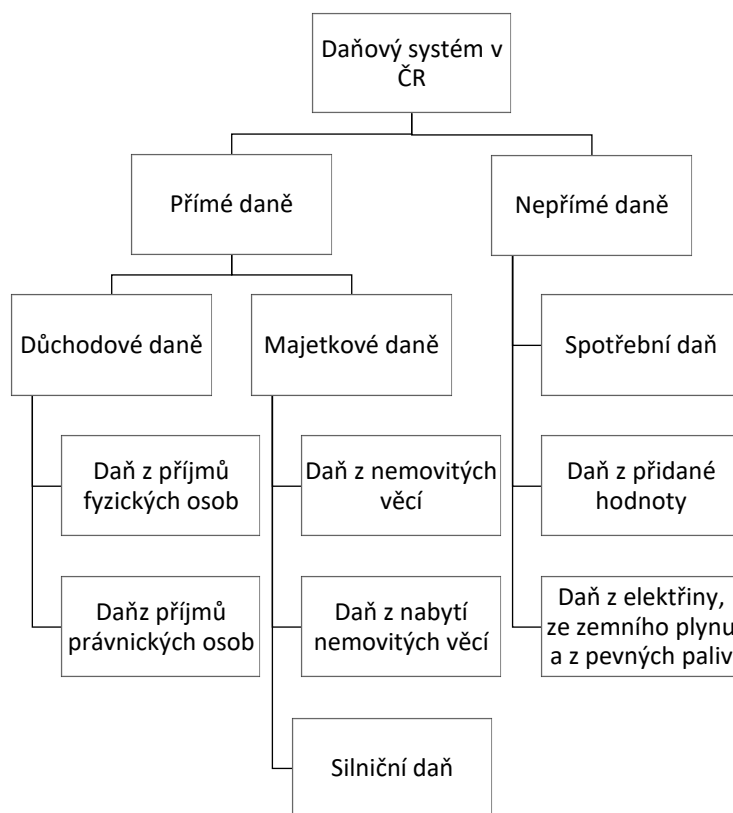 Daňový systém v
ČR
Přímé daně
Nepřímé daně
Důchodové daně
Majetkové daně
Spotřební daň
Daň z příjmů
fyzických osob
Daň z nemovitých
věcí
Daň z přidané
hodnoty
Daňz příjmů
právnických osob
Daň z nabytí
nemovitých věcí
Daň z elektřiny,
ze zemního plynu
a z pevných paliv
Silniční daň